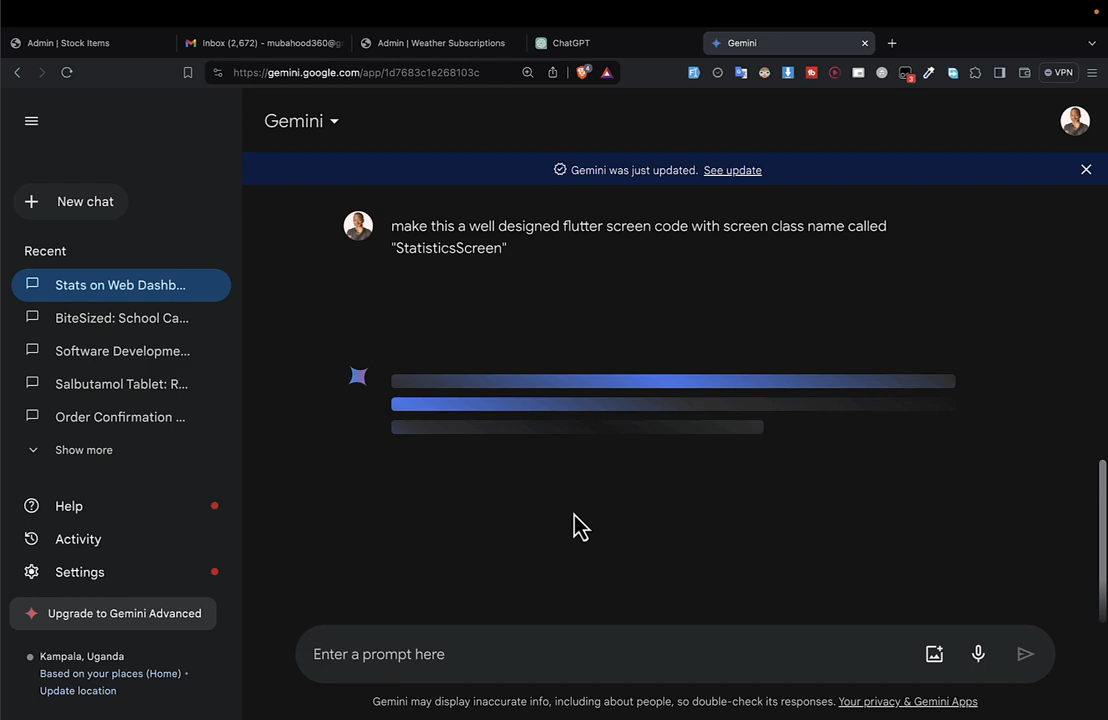 Admin | Stock Items
Inbox (2,672) - mubahood360@g
Admin | Weather Subscriptions
ChatGPT
Gemini
https://gemini.google.com/app/1d7683c1e268103c
4
3
VPN
Gemini
Gemini was just updated. See update
New chat
Recent
Stats on Web Dashb...
BiteSized: School Ca...
Software Developme...
Salbutamol Tablet: R...
Order Confirmation ...
Show more
Help
Activity
Settings
Upgrade to Gemini Advanced
Kampala, Uganda
Based on your places (Home) •
Update location
make this a well designed flutter screen code with screen class name called
"StatisticsScreen"
Enter a prompt here
Gemini may display inaccurate info, including about people, so double-check its responses. Your privacy & Gemini Apps